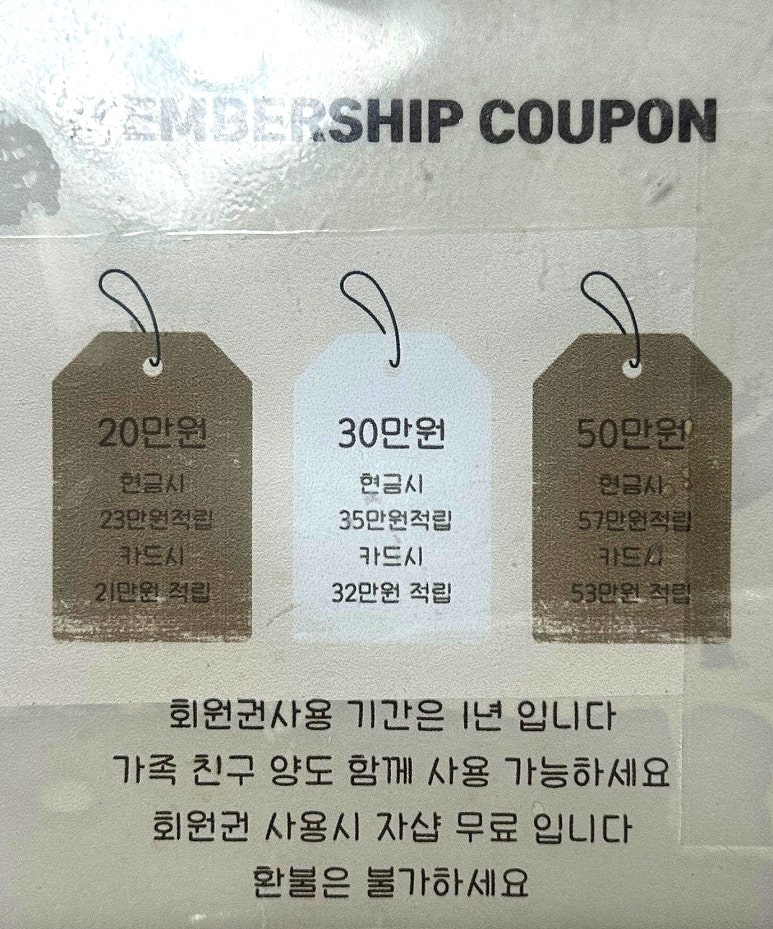 MEMBERSHIP COUPON
20만원
현금시
23만원적립
카드시
21만원 적립
30만원
현금시
35만원적립
카드시
32만원 적립
50만원
현금시
57만원적립
카드시
53만원 적립
회원권사용 기간은 1년 입니다
가족 친구 양도 함께 사용 가능하세요
회원권 사용시 자샵 무료 입니다
환불은 불가하세요